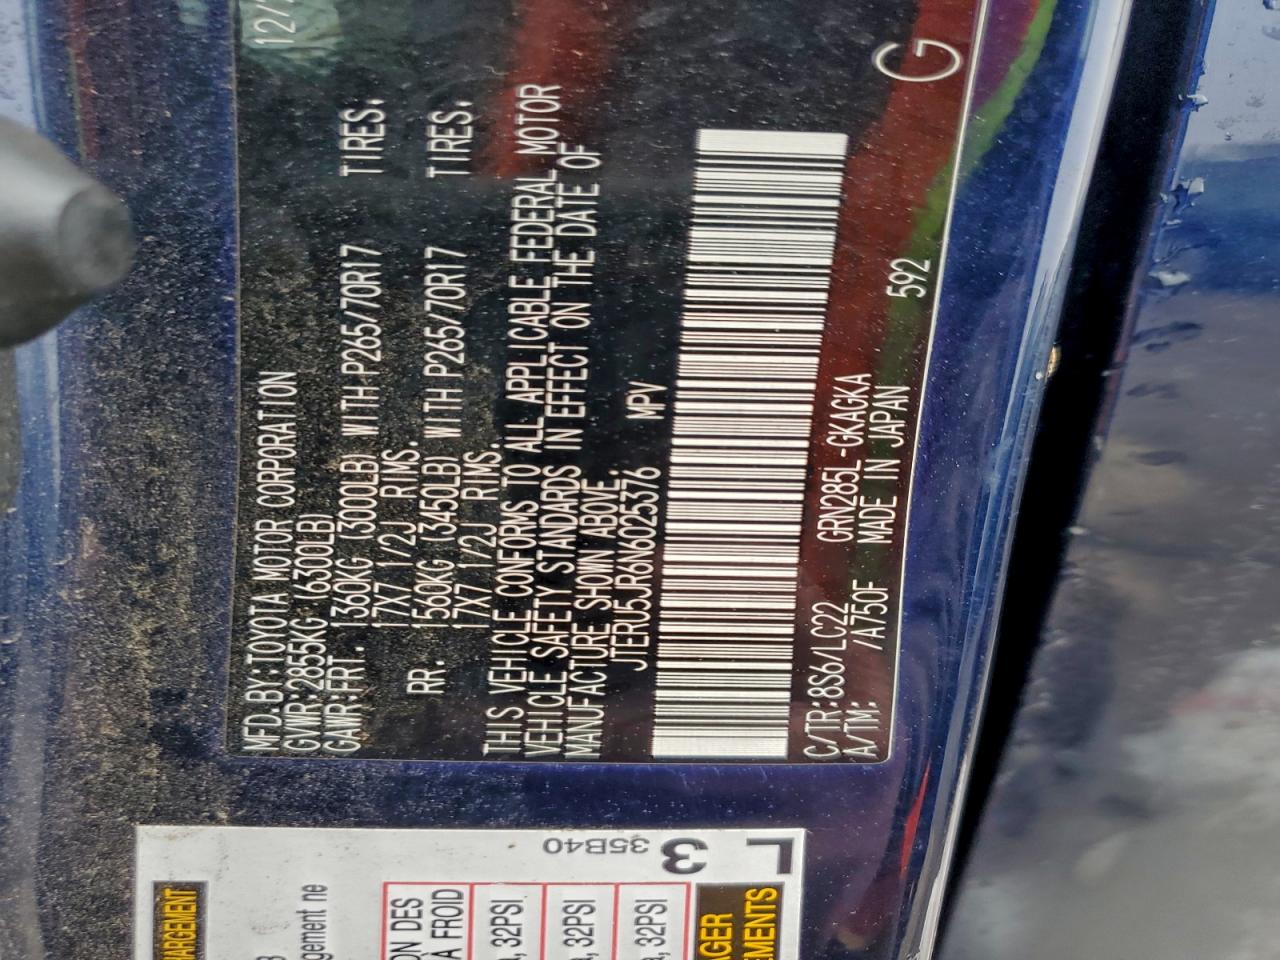 MFD.BY:TOYOTA MOTOR CORPORATION 12/
GVWR:2855KG (6300LB)
GAWR:FRT. 1360KG (3000LB) WITH P265/70R17 TIRES.
17X7 1/2J RIMS.
RR. 1560KG (3450LB) WITH P265/70R17 TIRES.
17X7 1/2J RIMS.
THIS VEHICLE CONFORMS TO ALL APPLICABLE FEDERAL MOTOR
VEHICLE SAFETY STANDARDS IN EFFECT ON THE DATE OF
MANUFACTURE SHOWN ABOVE.
JTERU5JR6N6025376 MPV
C/TR:8S6/LC22 GRN285L-GKAGKA
A/TM: /A750F MADE IN JAPAN 592
G
L
3
35B40
HARGEMENT
gement ne
ON DES
À FROID
, 32PSI
, 32PSI
, 32PSI
AGER
EMENTS